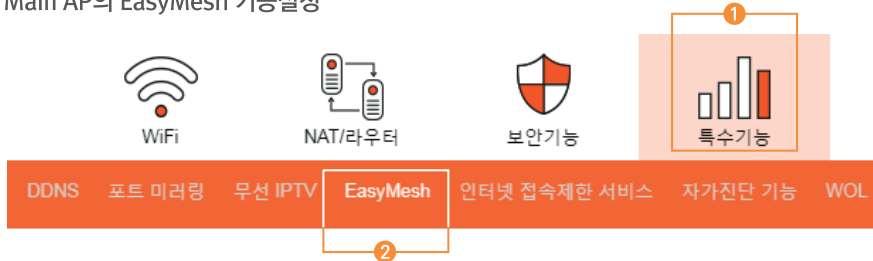 Main AP의 EasyMesh 기능설정
1
WiFi NAT/라우터 보안기능 특수기능
DDNS 포트 미러링 무선 IPTV EasyMesh 인터넷 접속제한 서비스 자가진단 기능 WOL
2